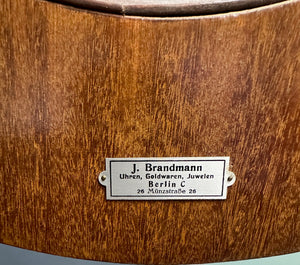 J. Brandmann
Uhren, Goldwaren, Juwelen
Berlin C
26 Münzstraße 26